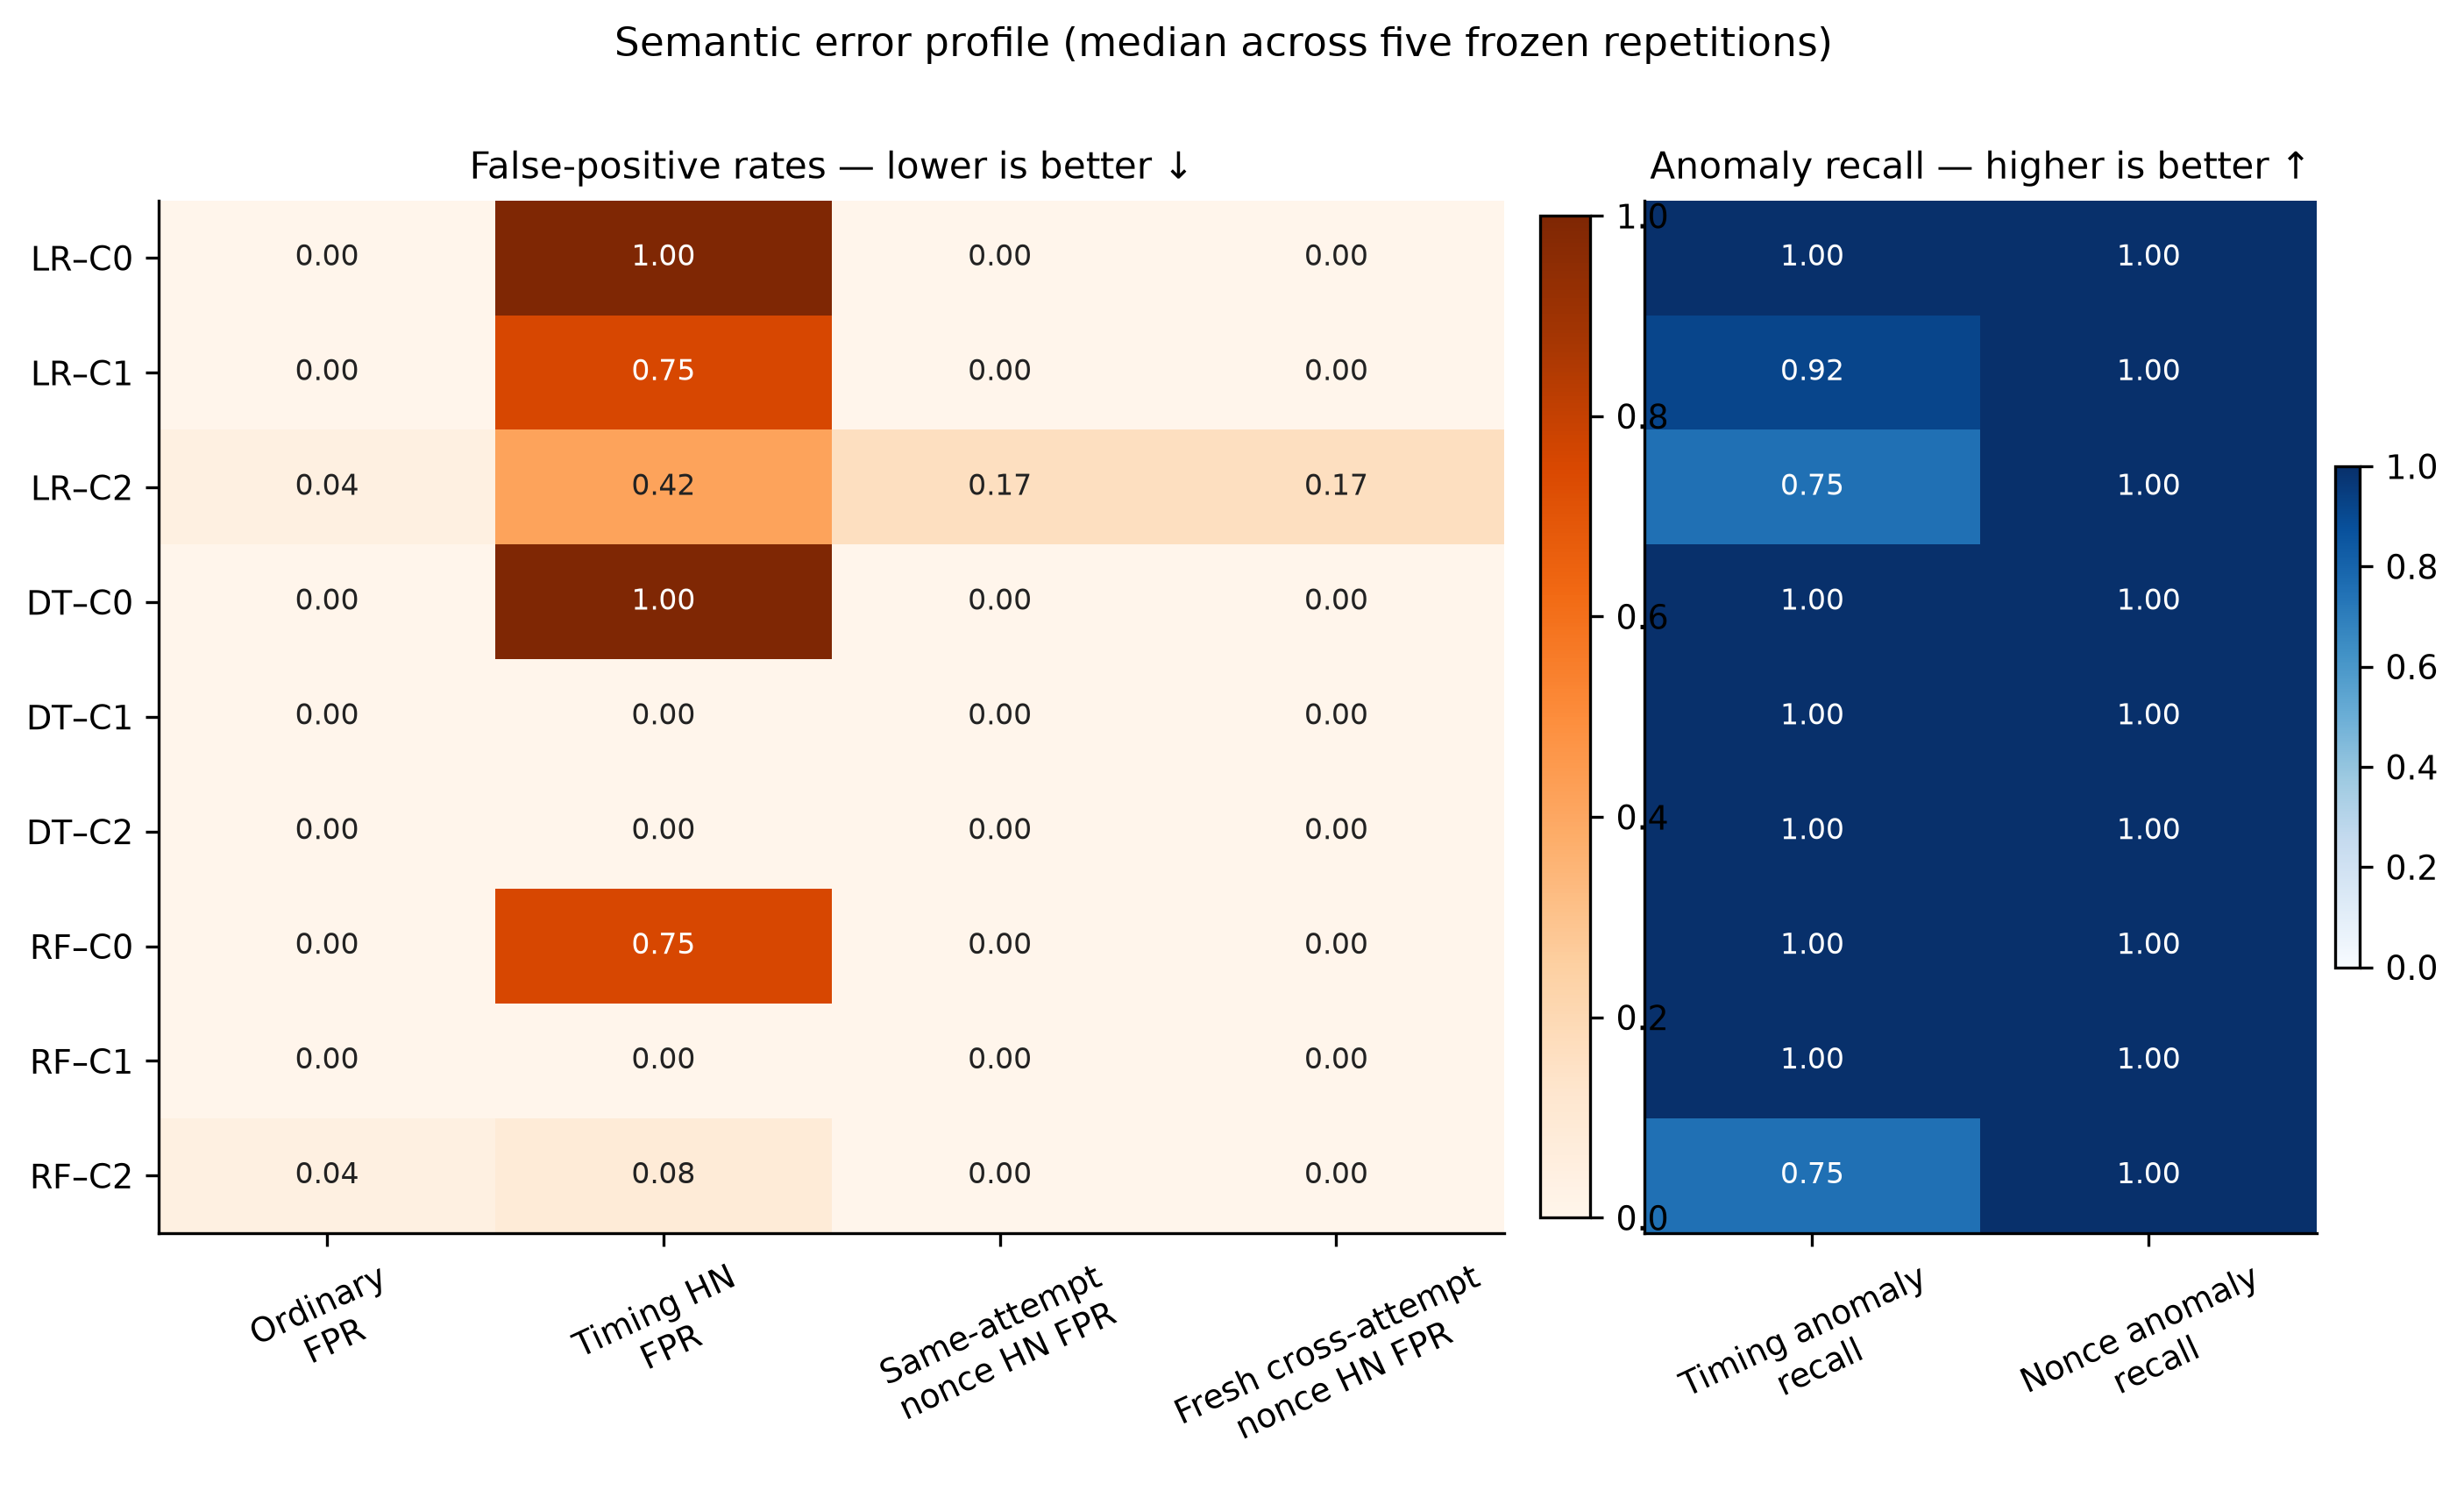 Semantic error profile (median across five frozen repetitions)
False-positive rates — lower is better ↓
Anomaly recall — higher is better ↑
LR–C0 0.00 1.00 0.00 0.00 1.00 1.00
LR–C1 0.00 0.75 0.00 0.00 0.92 1.00
LR–C2 0.04 0.42 0.17 0.17 0.75 1.00
DT–C0 0.00 1.00 0.00 0.00 1.00 1.00
DT–C1 0.00 0.00 0.00 0.00 1.00 1.00
DT–C2 0.00 0.00 0.00 0.00 1.00 1.00
RF–C0 0.00 0.75 0.00 0.00 1.00 1.00
RF–C1 0.00 0.00 0.00 0.00 1.00 1.00
RF–C2 0.04 0.08 0.00 0.00 0.75 1.00
1.0
0.8
0.6
0.4
0.2
0.0
1.0
0.8
0.6
0.4
0.2
0.0
Ordinary
FPR
Timing HN
FPR
Same-attempt
nonce HN FPR
Fresh cross-attempt
nonce HN FPR
Timing anomaly
recall
Nonce anomaly
recall